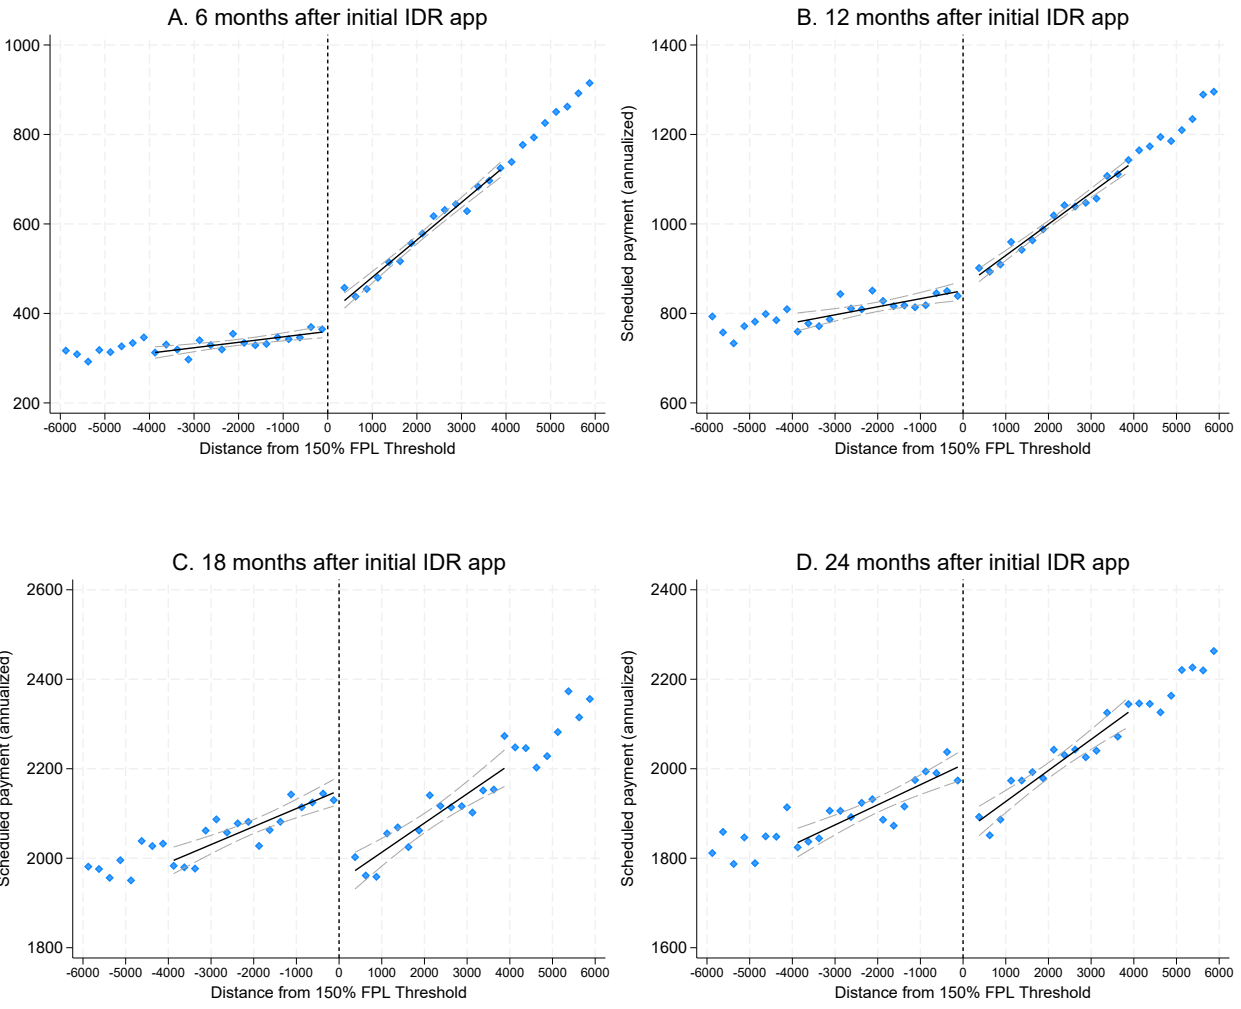 A. 6 months after initial IDR app
1000
800
600
400
200
-6000 -5000 -4000 -3000 -2000 -1000 0 1000 2000 3000 4000 5000 6000
Distance from 150% FPL Threshold
B. 12 months after initial IDR app
Scheduled payment (annualized)
1400
1200
1000
800
600
-6000 -5000 -4000 -3000 -2000 -1000 0 1000 2000 3000 4000 5000 6000
Distance from 150% FPL Threshold
C. 18 months after initial IDR app
Scheduled payment (annualized)
2600
2400
2200
2000
1800
-6000 -5000 -4000 -3000 -2000 -1000 0 1000 2000 3000 4000 5000 6000
Distance from 150% FPL Threshold
D. 24 months after initial IDR app
Scheduled payment (annualized)
2400
2200
2000
1800
1600
-6000 -5000 -4000 -3000 -2000 -1000 0 1000 2000 3000 4000 5000 6000
Distance from 150% FPL Threshold